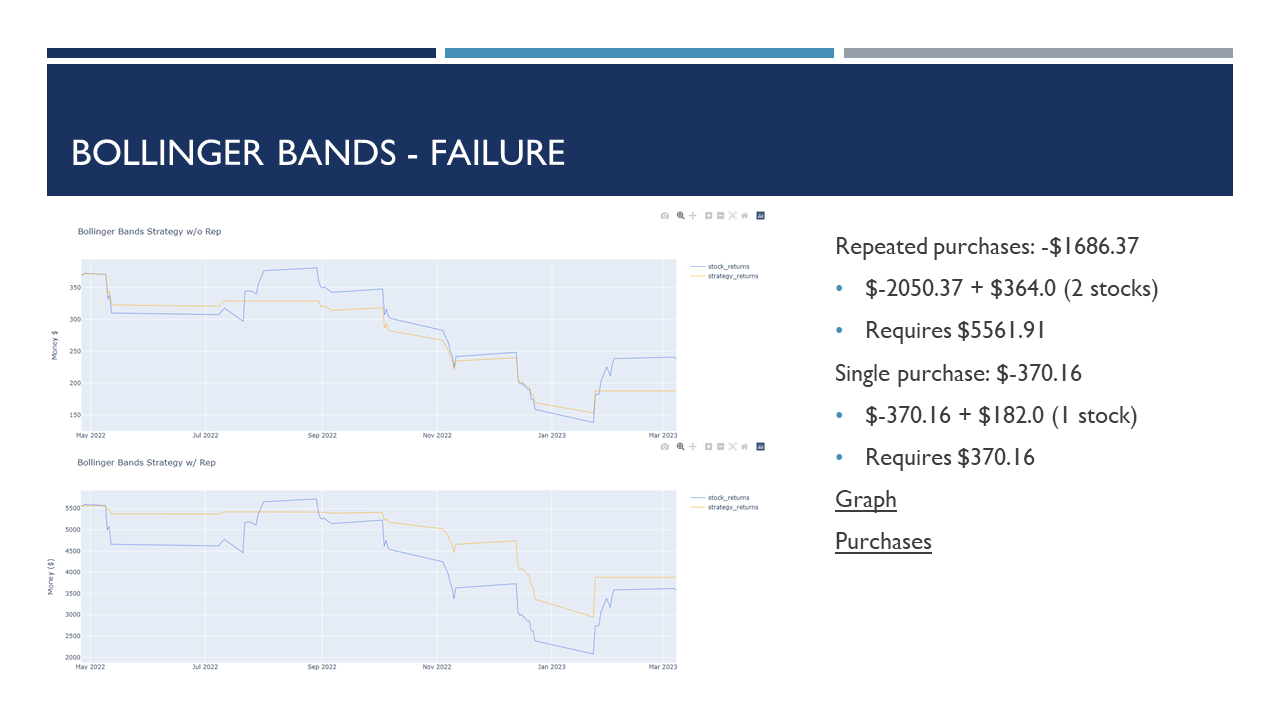 BOLLINGER BANDS - FAILURE
Bollinger Bands Strategy w/o Rep
stock_returns
strategy_returns
Money $
350
300
250
200
150
May 2022 Jul 2022 Sep 2022 Nov 2022 Jan 2023 Mar 2023
Bollinger Bands Strategy w/ Rep
stock_returns
strategy_returns
Money ($)
5500
5000
4500
4000
3500
3000
2500
2000
May 2022 Jul 2022 Sep 2022 Nov 2022 Jan 2023 Mar 2023
Repeated purchases: -$1686.37
• $-2050.37 + $364.0 (2 stocks)
• Requires $5561.91
Single purchase: $-370.16
• $-370.16 + $182.0 (1 stock)
• Requires $370.16
Graph
Purchases